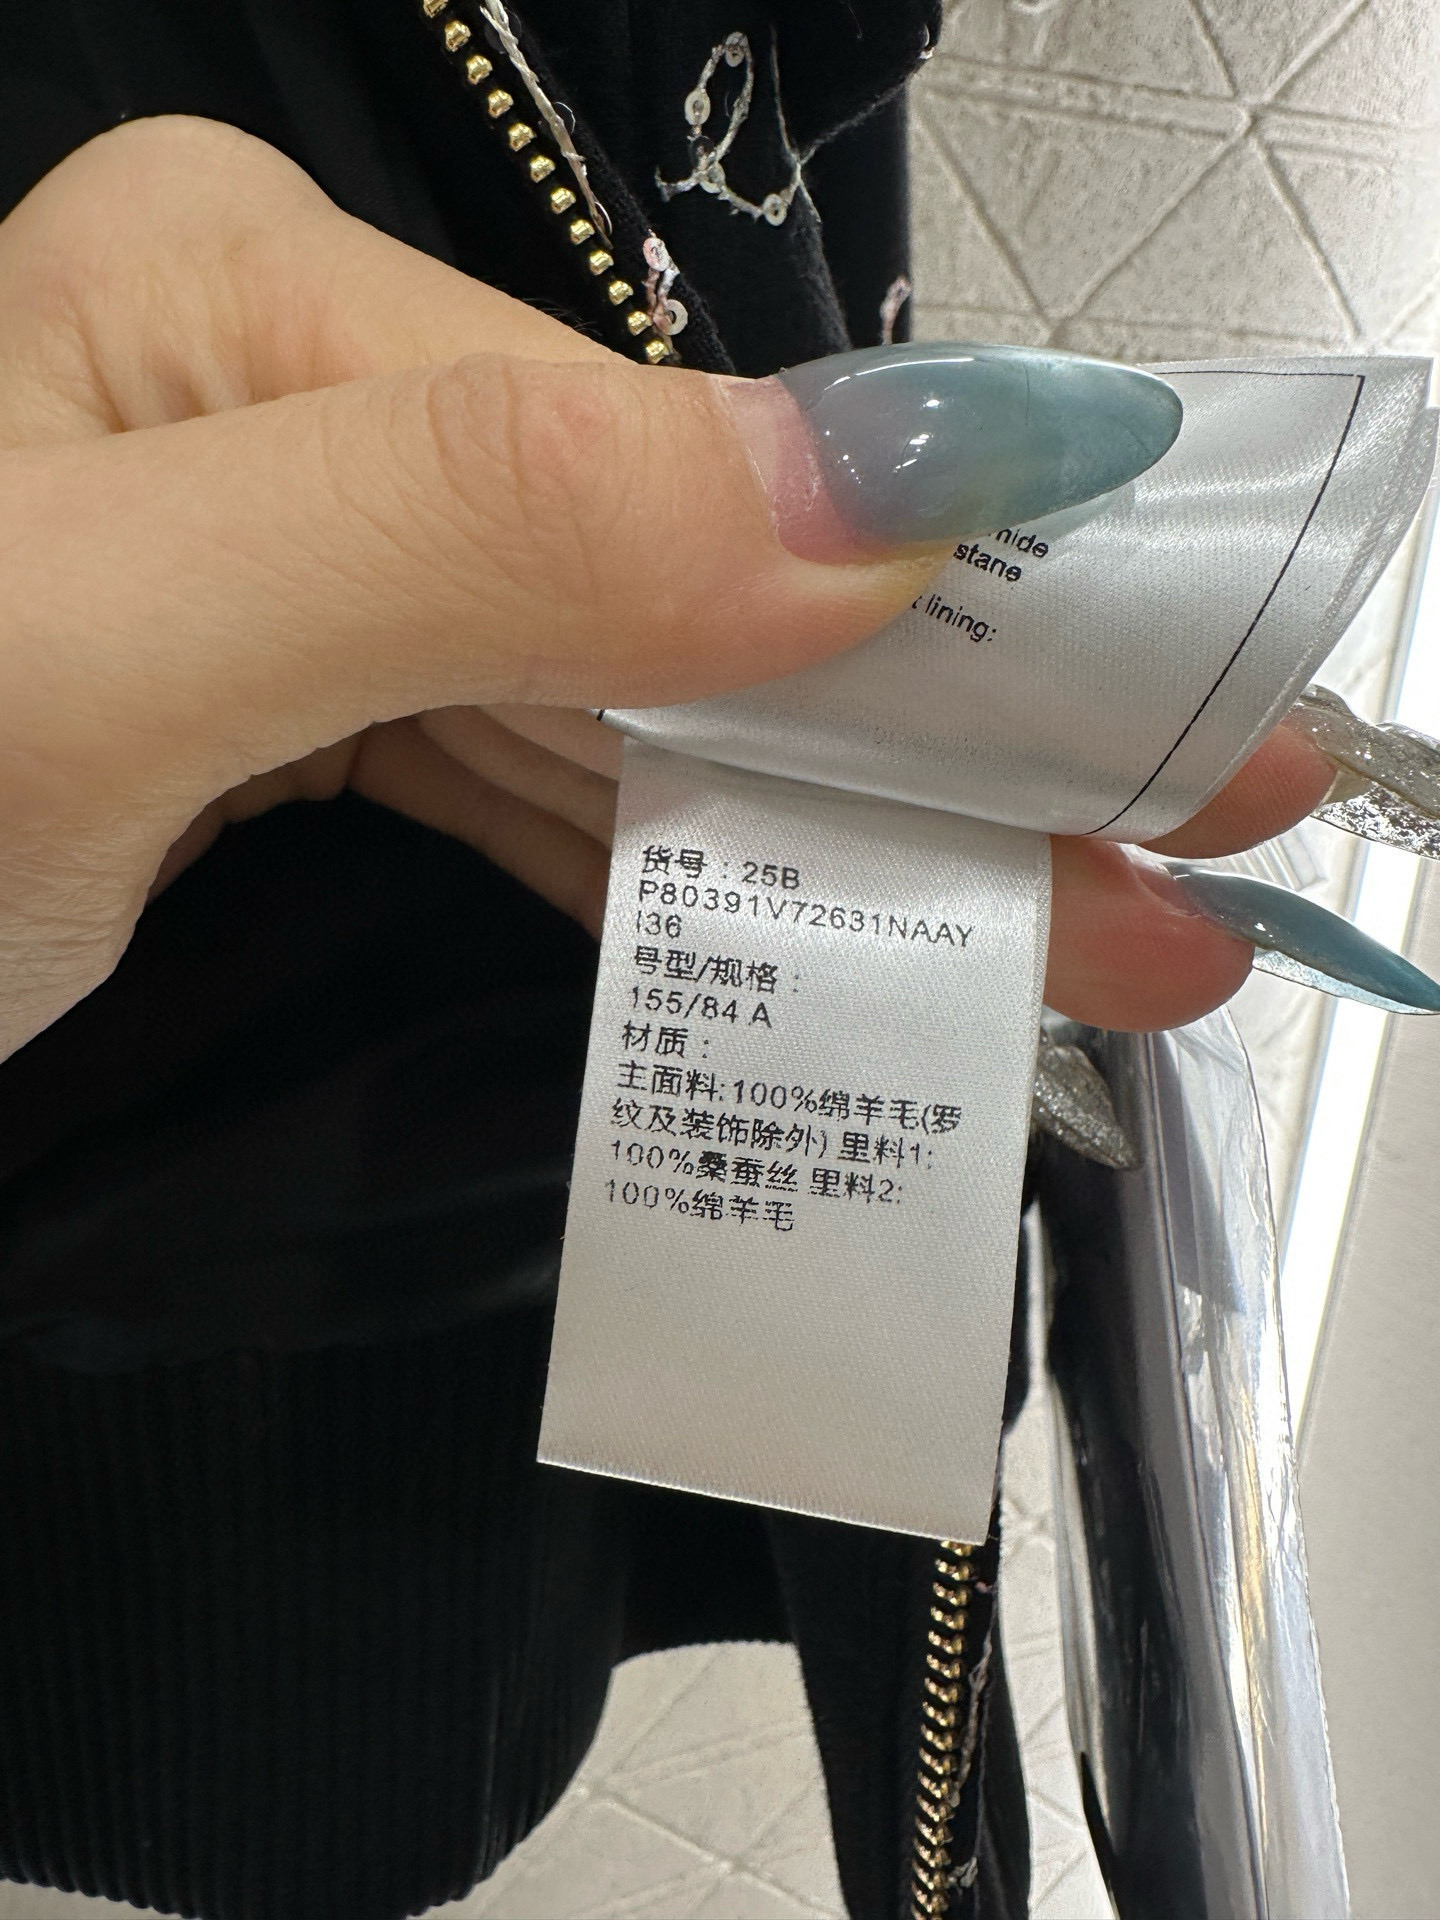 stane
lining:
货号：25B
P80391V72631NAAY
I36
号型/规格：
155/84 A
材质：
主面料:100%绵羊毛(罗
纹及装饰除外) 里料1:
100%桑蚕丝 里料2:
100%绵羊毛